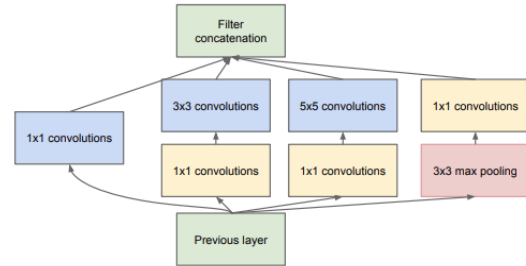 Filter
concatenation
3x3 convolutions
5x5 convolutions
1x1 convolutions
1x1 convolutions
1x1 convolutions
1x1 convolutions
3x3 max pooling
Previous layer